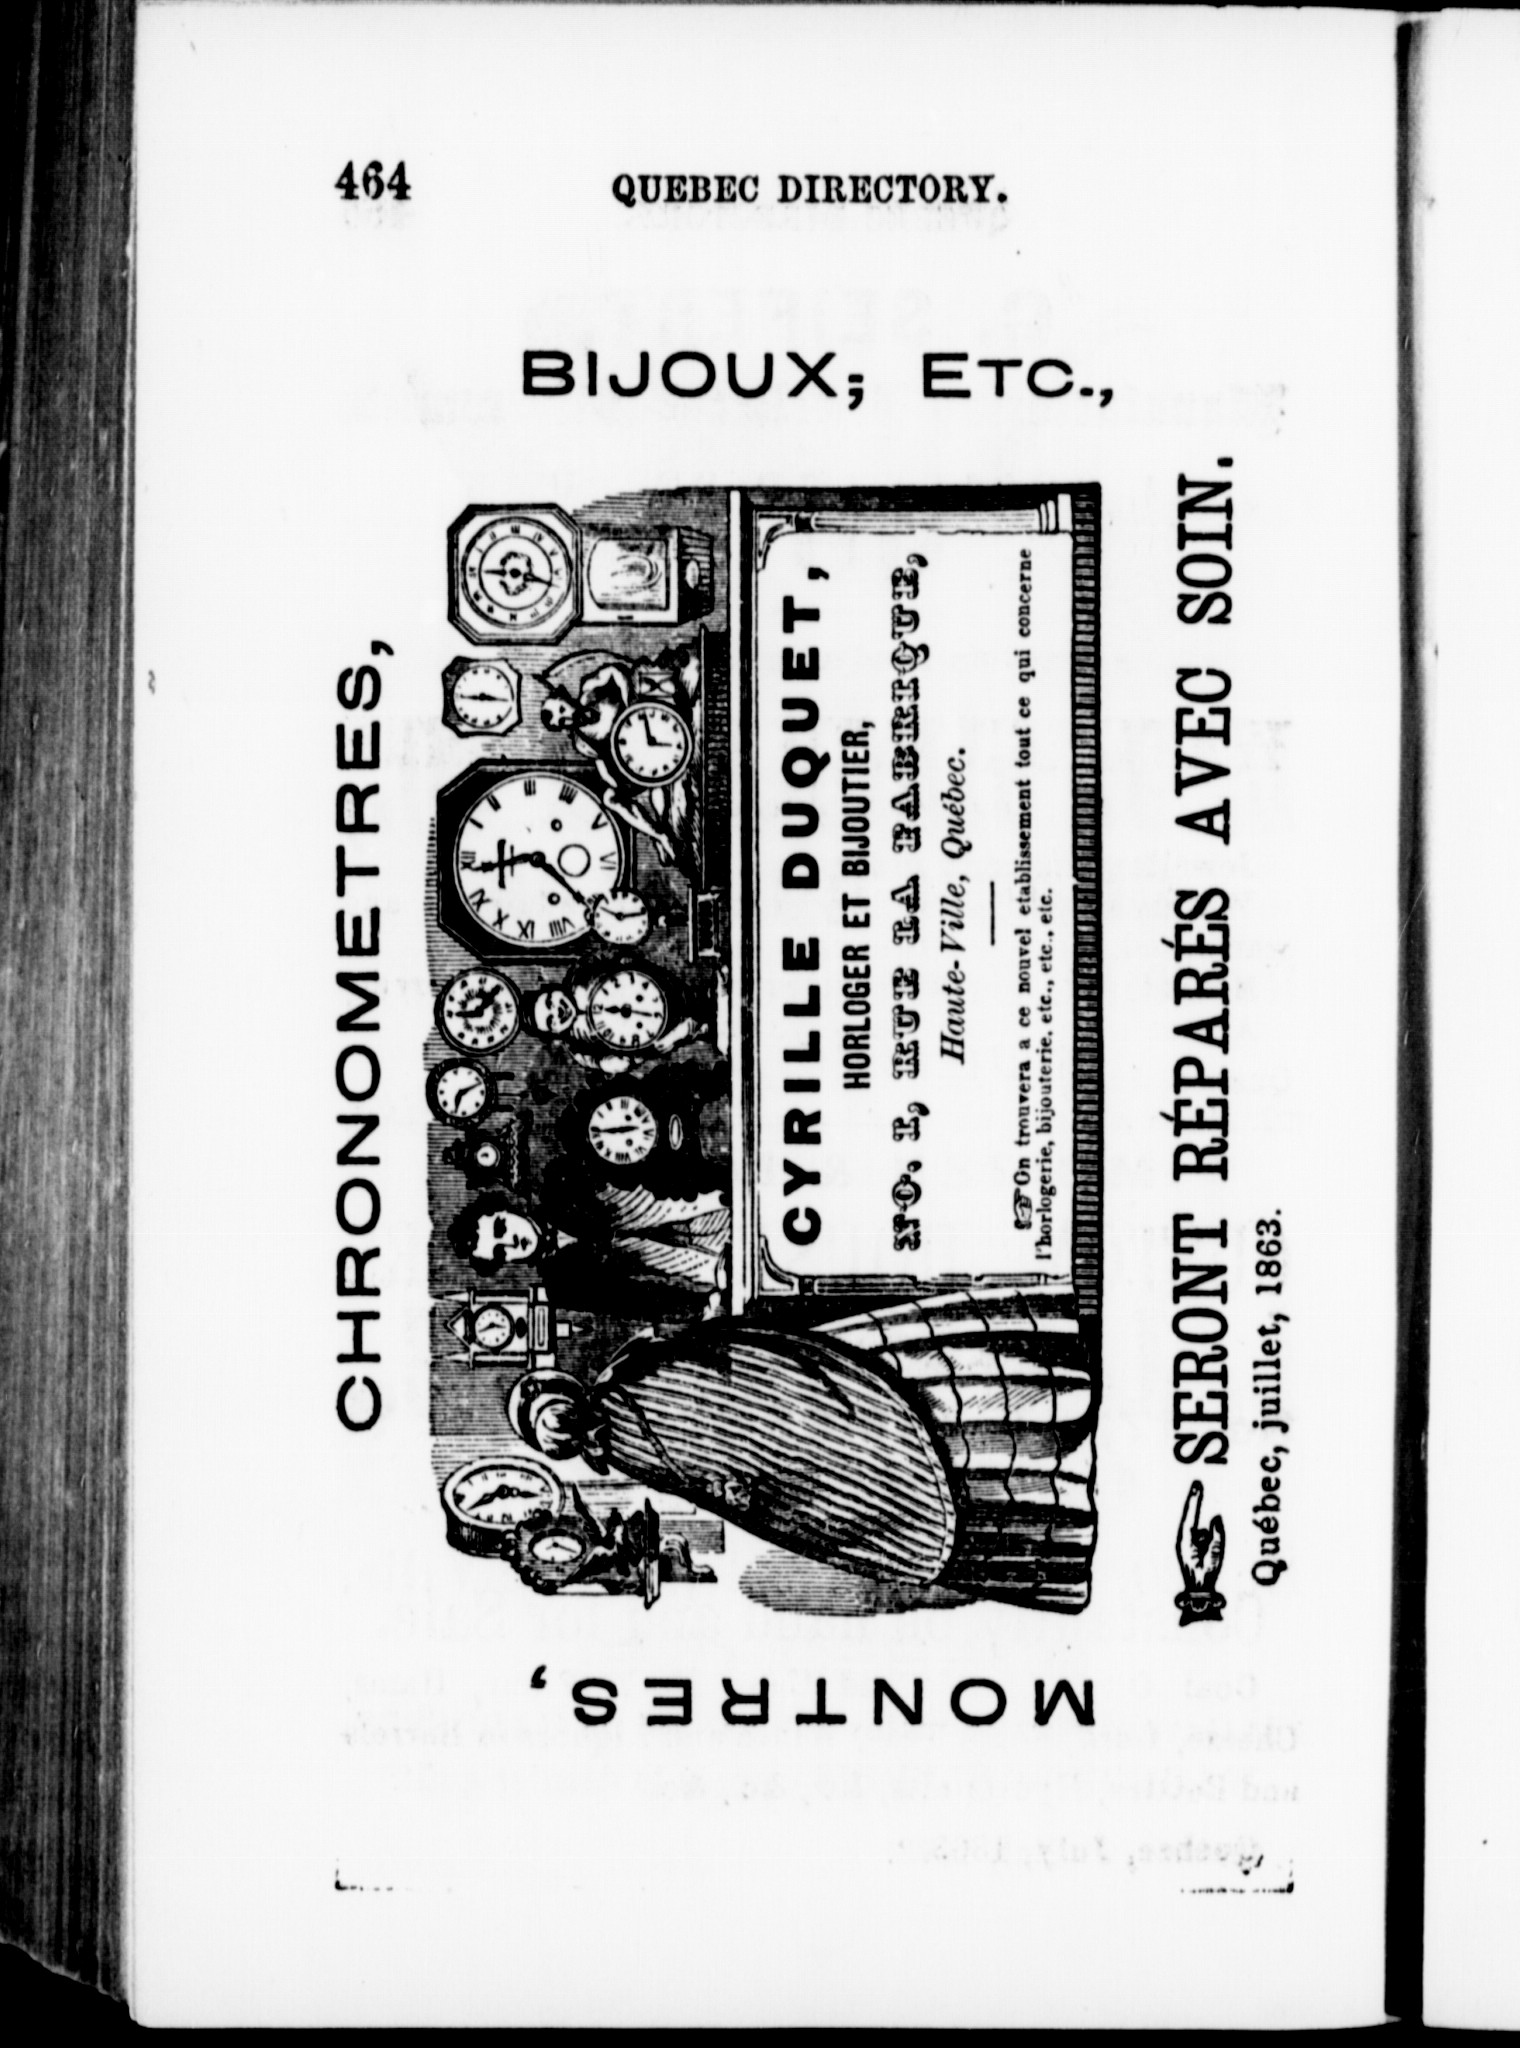 464
QUEBEC DIRECTORY.
MONTRES,
CHRONOMETRES,
BIJOUX; ETC.,
CYRILLE DUQUET,
HORLOGER ET BIJOUTIER,
NO. 1, RUE LA FABRIQUE,
Haute-Ville, Québec.
☞ On trouvera a ce nouvel etablissement tout ce qui concerne
l'horlogerie, bijouterie, etc., etc., etc.
☞ SERONT RÉPARÉS AVEC SOIN.
Québec, juillet, 1863.